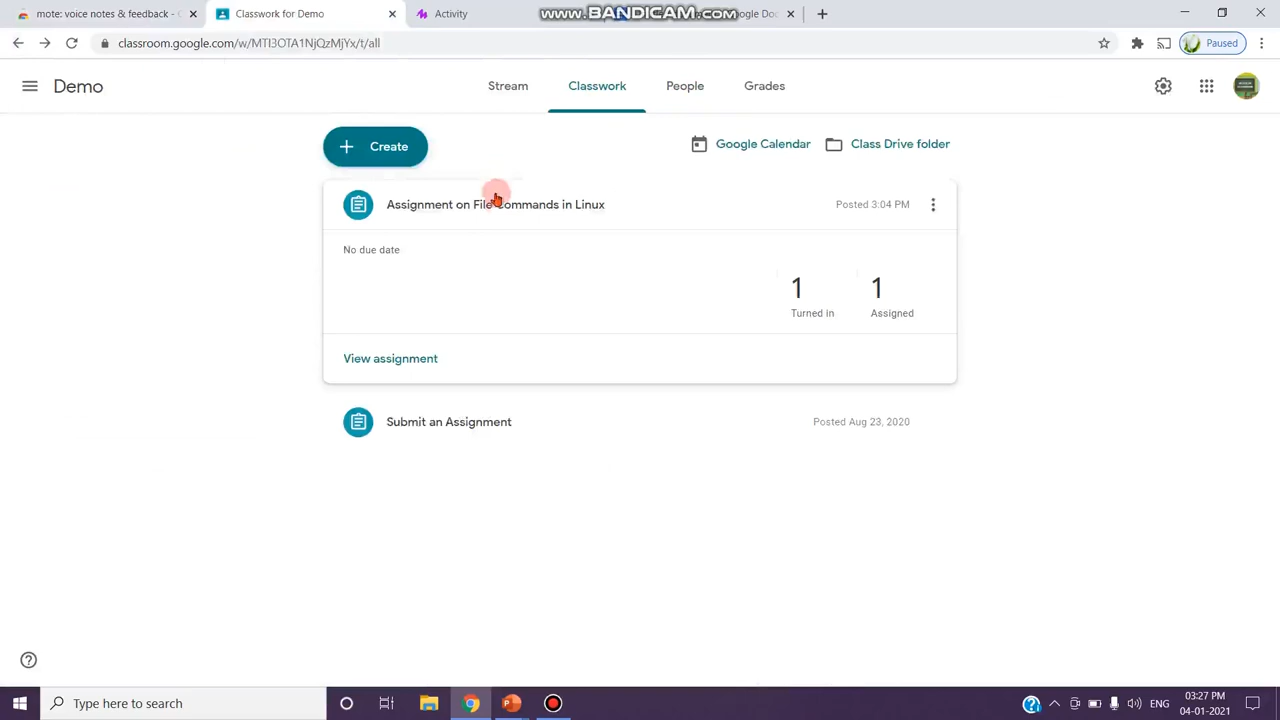 mote: voice notes & feedback - C
Classwork for Demo
Activity
www.BANDICAM.com
gle Doc
classroom.google.com/w/MTI3OTA1NjQzMjYx/t/all
Paused
Demo
Stream
Classwork
People
Grades
Create
Google Calendar
Class Drive folder
Assignment on File Commands in Linux
Posted 3:04 PM
No due date
1
1
Turned in
Assigned
View assignment
Submit an Assignment
Posted Aug 23, 2020
Type here to search
ENG
03:27 PM
04-01-2021